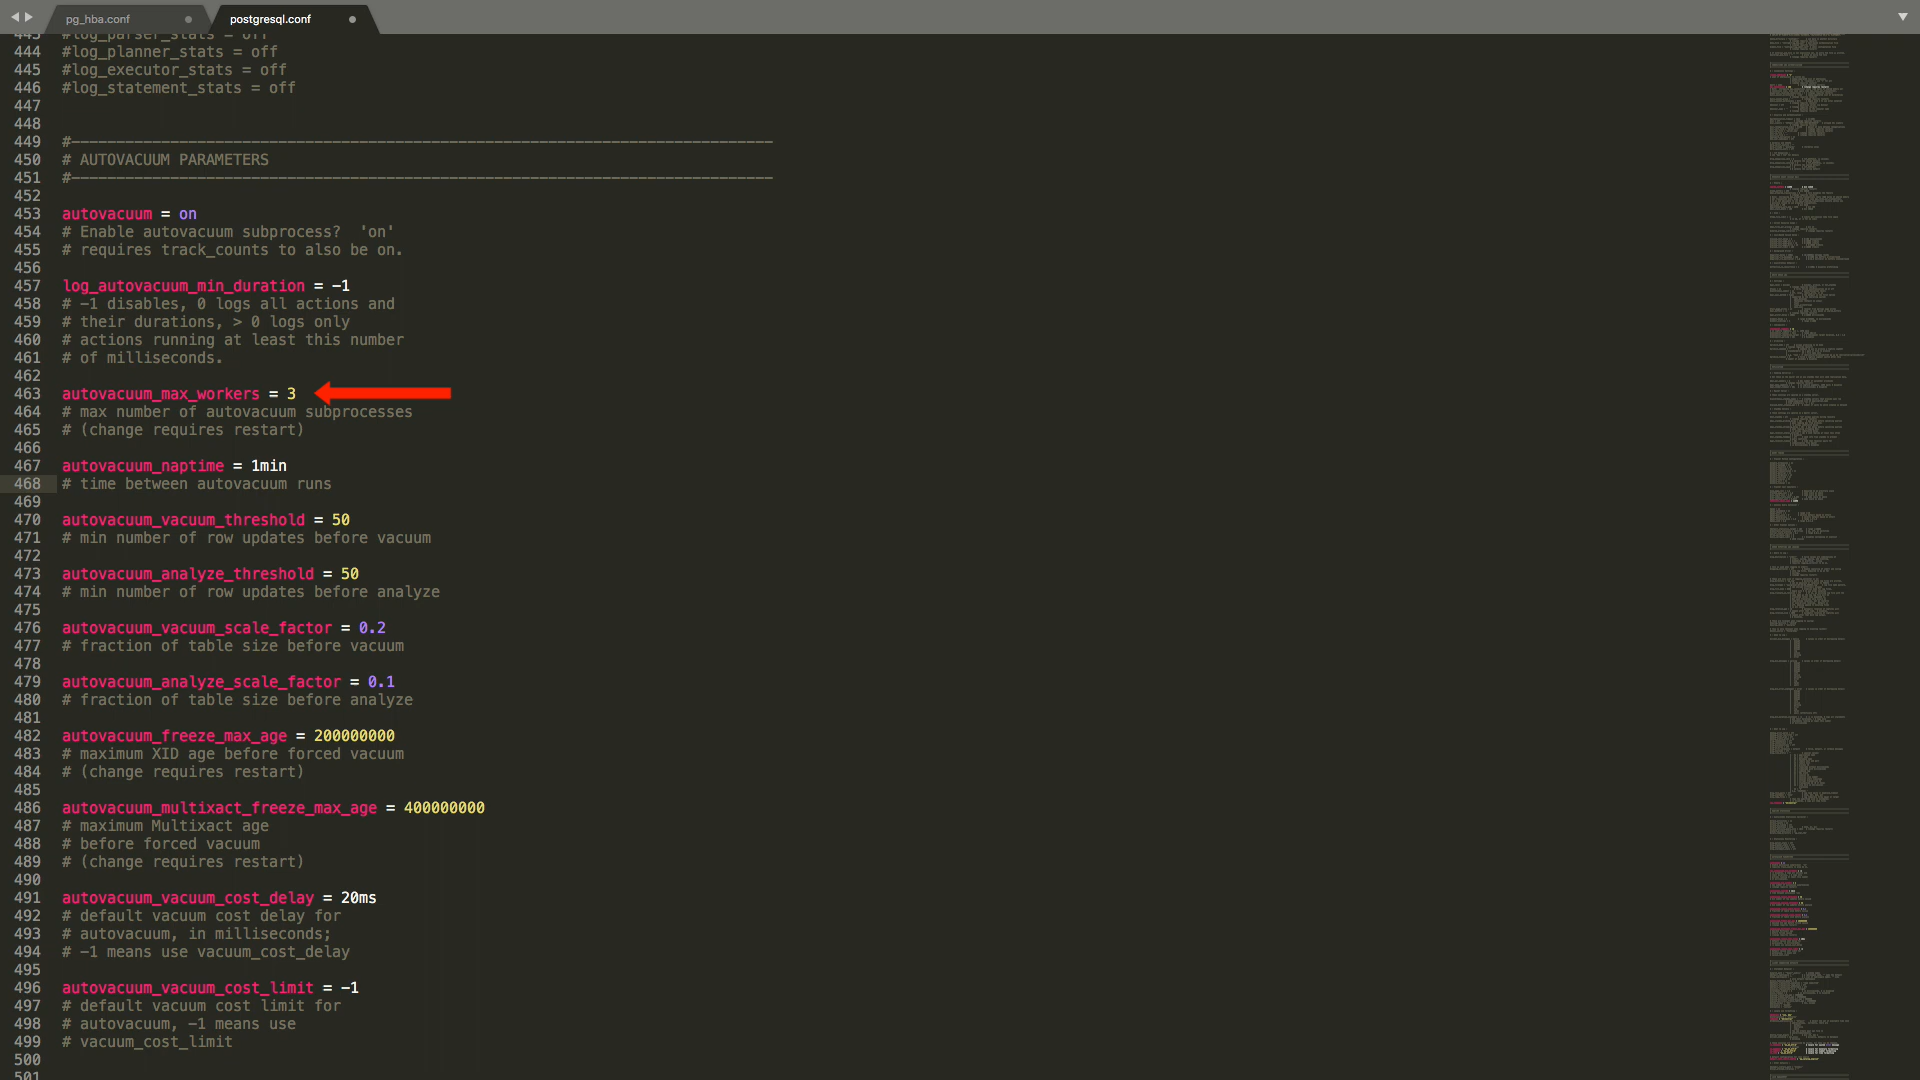 pg_hba.conf
postgresql.conf
443 #log_parser_stats = off
444 #log_planner_stats = off
445 #log_executor_stats = off
446 #log_statement_stats = off
447
448
449 #------------------------------------------------------------------------------
450 # AUTOVACUUM PARAMETERS
451 #------------------------------------------------------------------------------
452
453 autovacuum = on
454 # Enable autovacuum subprocess?  'on'
455 # requires track_counts to also be on.
456
457 log_autovacuum_min_duration = -1
458 # -1 disables, 0 logs all actions and
459 # their durations, > 0 logs only
460 # actions running at least this number
461 # of milliseconds.
462
463 autovacuum_max_workers = 3
464 # max number of autovacuum subprocesses
465 # (change requires restart)
466
467 autovacuum_naptime = 1min
468 # time between autovacuum runs
469
470 autovacuum_vacuum_threshold = 50
471 # min number of row updates before vacuum
472
473 autovacuum_analyze_threshold = 50
474 # min number of row updates before analyze
475
476 autovacuum_vacuum_scale_factor = 0.2
477 # fraction of table size before vacuum
478
479 autovacuum_analyze_scale_factor = 0.1
480 # fraction of table size before analyze
481
482 autovacuum_freeze_max_age = 200000000
483 # maximum XID age before forced vacuum
484 # (change requires restart)
485
486 autovacuum_multixact_freeze_max_age = 400000000
487 # maximum Multixact age
488 # before forced vacuum
489 # (change requires restart)
490
491 autovacuum_vacuum_cost_delay = 20ms
492 # default vacuum cost delay for
493 # autovacuum, in milliseconds;
494 # -1 means use vacuum_cost_delay
495
496 autovacuum_vacuum_cost_limit = -1
497 # default vacuum cost limit for
498 # autovacuum, -1 means use
499 # vacuum_cost_limit
500
501